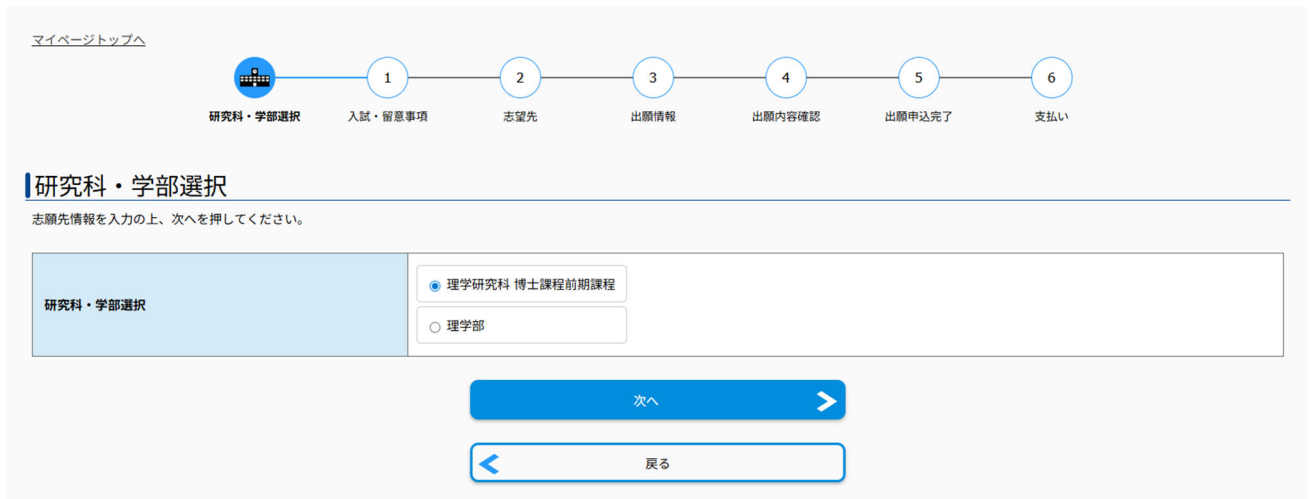 マイページトップへ
1 2 3 4 5 6
研究科・学部選択 入試・留意事項 志望先 出願情報 出願内容確認 出願申込完了 支払い
研究科・学部選択
志願先情報を入力の上、次へを押してください。
研究科・学部選択
理学研究科 博士課程前期課程
理学部
次へ
戻る